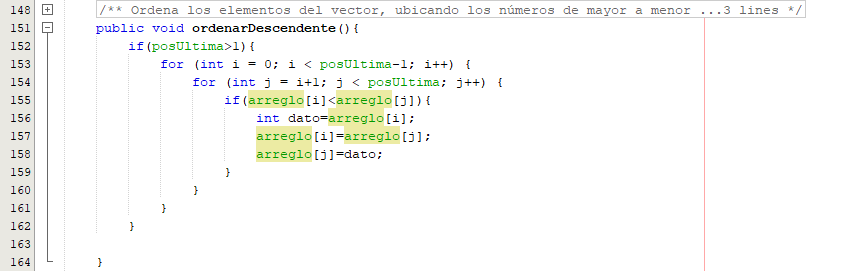 148 /** Ordena los elementos del vector, ubicando los números de mayor a menor ...3 lines */
151 public void ordenarDescendente(){
152 if(posUltima>1){
153 for (int i = 0; i < posUltima-1; i++) {
154 for (int j = i+1; j < posUltima; j++) {
155 if(arreglo[i]<arreglo[j]){
156 int dato=arreglo[i];
157 arreglo[i]=arreglo[j];
158 arreglo[j]=dato;
159 }
160 }
161 }
162 }
163
164 }